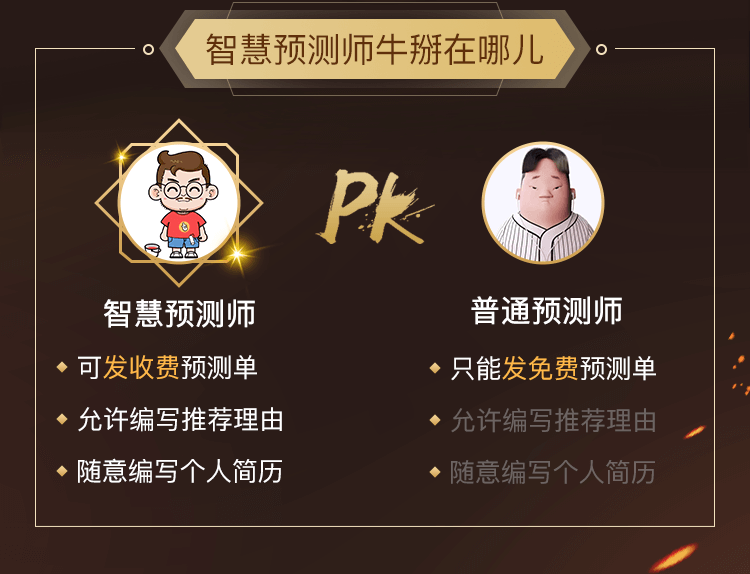 智慧预测师牛掰在哪儿
PK
智慧预测师
普通预测师
可发收费预测单
只能发免费预测单
允许编写推荐理由
允许编写推荐理由
随意编写个人简历
随意编写个人简历